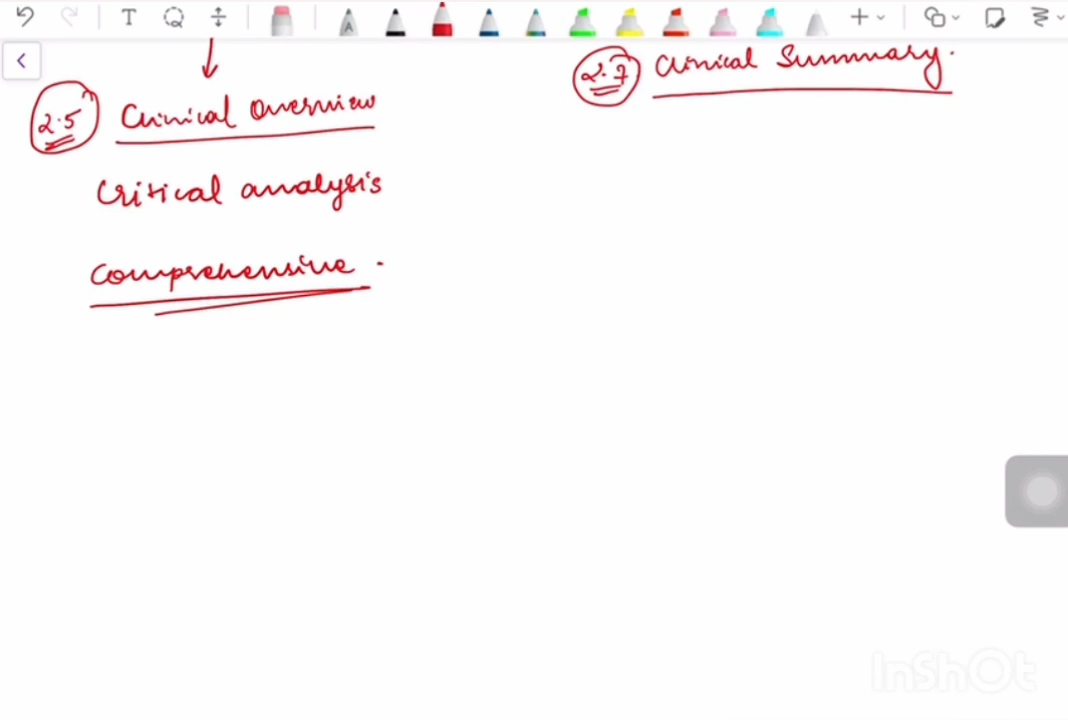 2.5 Clinical Overview
Critical analysis
Comprehensive.
2.7 Clinical Summary.
InShOt